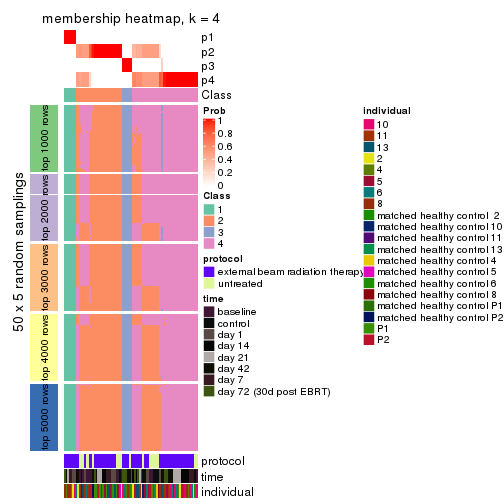 membership heatmap, k = 4
p1
p2
p3
p4
Class
50 x 5 random samplings
top 1000 rows
top 2000 rows
top 3000 rows
top 4000 rows
top 5000 rows
protocol
time
individual
Prob
1
0.8
0.6
0.4
0.2
0
Class
1
2
3
4
protocol
external beam radiation therapy
untreated
time
baseline
control
day 1
day 14
day 21
day 42
day 7
day 72 (30d post EBRT)
individual
10
11
13
2
4
5
6
8
matched healthy control 2
matched healthy control 10
matched healthy control 11
matched healthy control 13
matched healthy control 4
matched healthy control 5
matched healthy control 6
matched healthy control 8
matched healthy control P1
matched healthy control P2
P1
P2